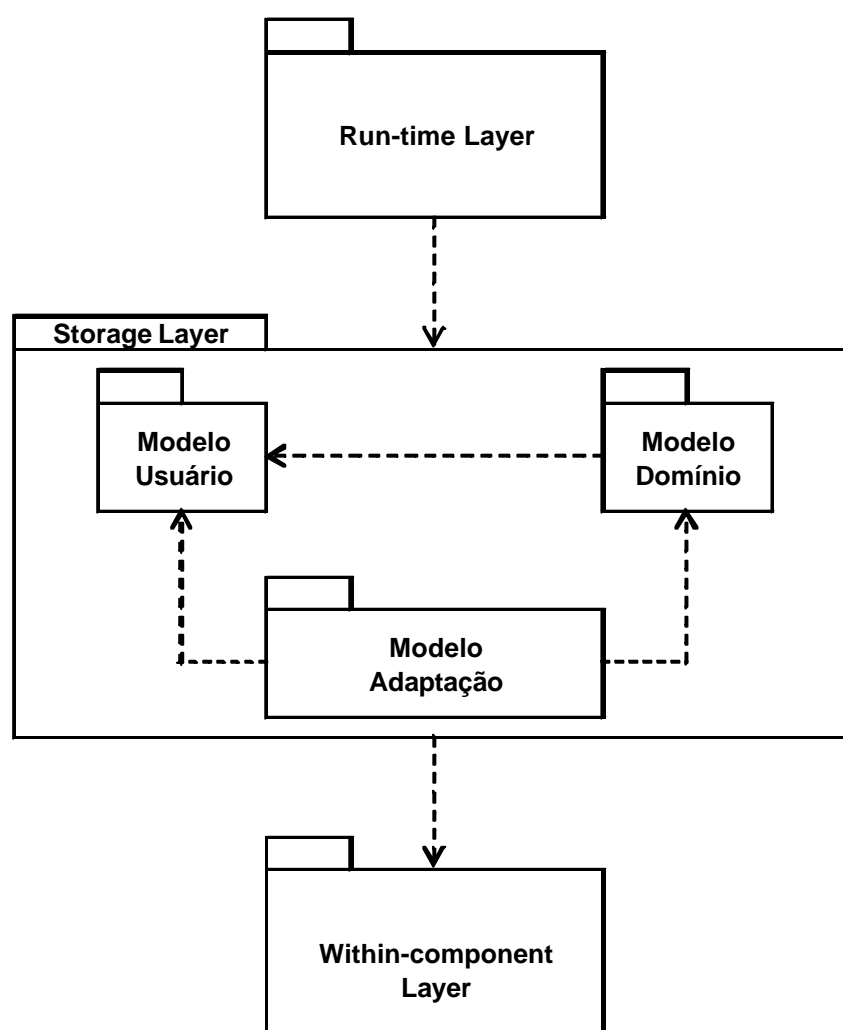 Run-time Layer
Storage Layer
Modelo
Usuário
Modelo
Domínio
Modelo
Adaptação
Within-component
Layer